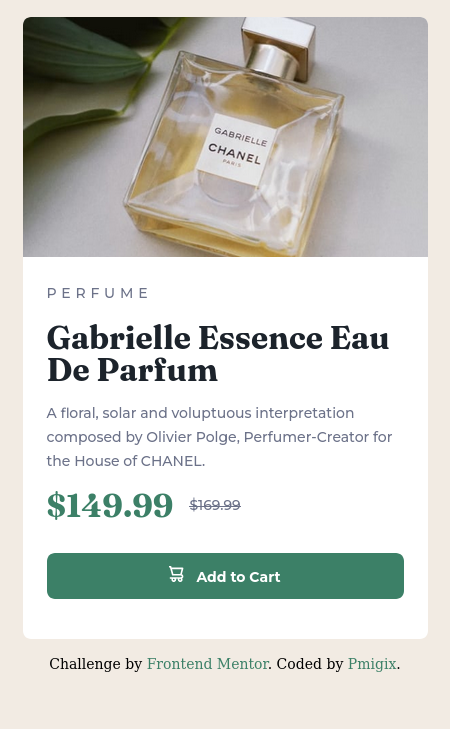 GABRIELLE
CHANEL
PARIS
PERFUME
Gabrielle Essence Eau
De Parfum
A floral, solar and voluptuous interpretation
composed by Olivier Polge, Perfumer-Creator for
the House of CHANEL.
$149.99 $169.99
Add to Cart
Challenge by Frontend Mentor. Coded by Pmigix.